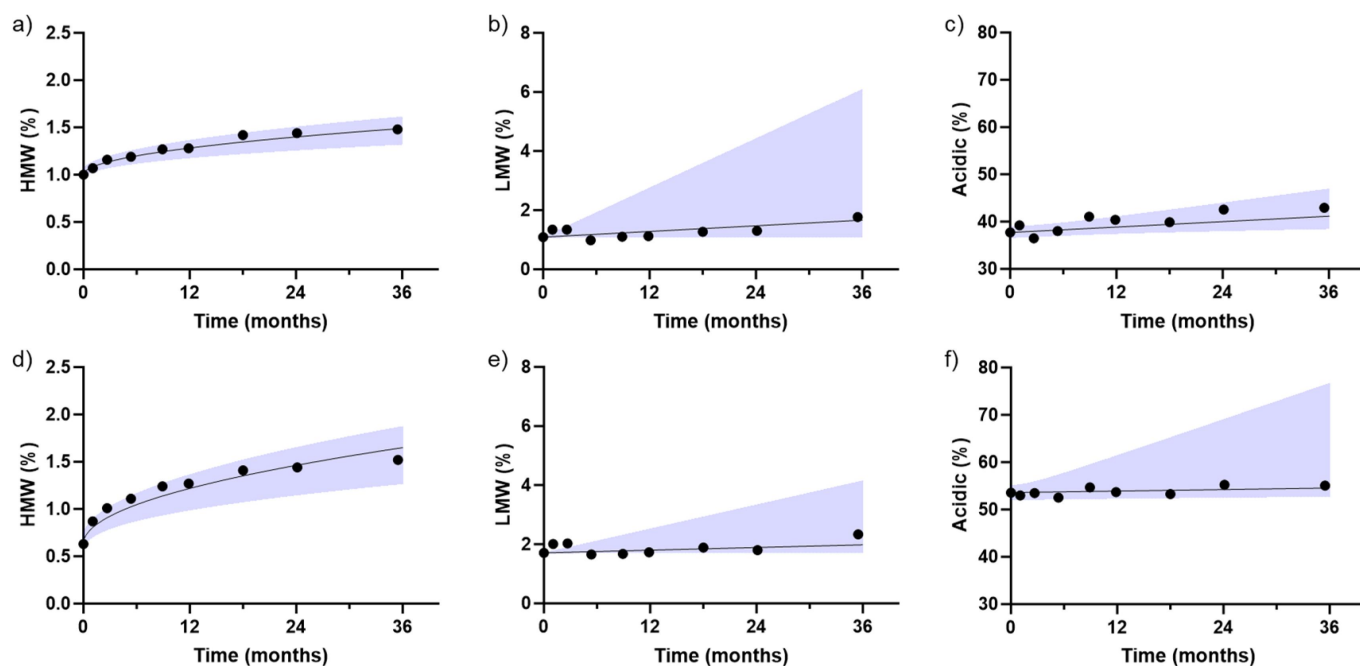 a)
2.5
2.0
1.5
1.0
0.5
0.0
HMW (%)
0 12 24 36
Time (months)
b)
8
6
4
2
0
LMW (%)
0 12 24 36
Time (months)
c)
80
70
60
50
40
30
Acidic (%)
0 12 24 36
Time (months)
d)
2.5
2.0
1.5
1.0
0.5
0.0
HMW (%)
0 12 24 36
Time (months)
e)
8
6
4
2
0
LMW (%)
0 12 24 36
Time (months)
f)
80
70
60
50
40
30
Acidic (%)
0 12 24 36
Time (months)